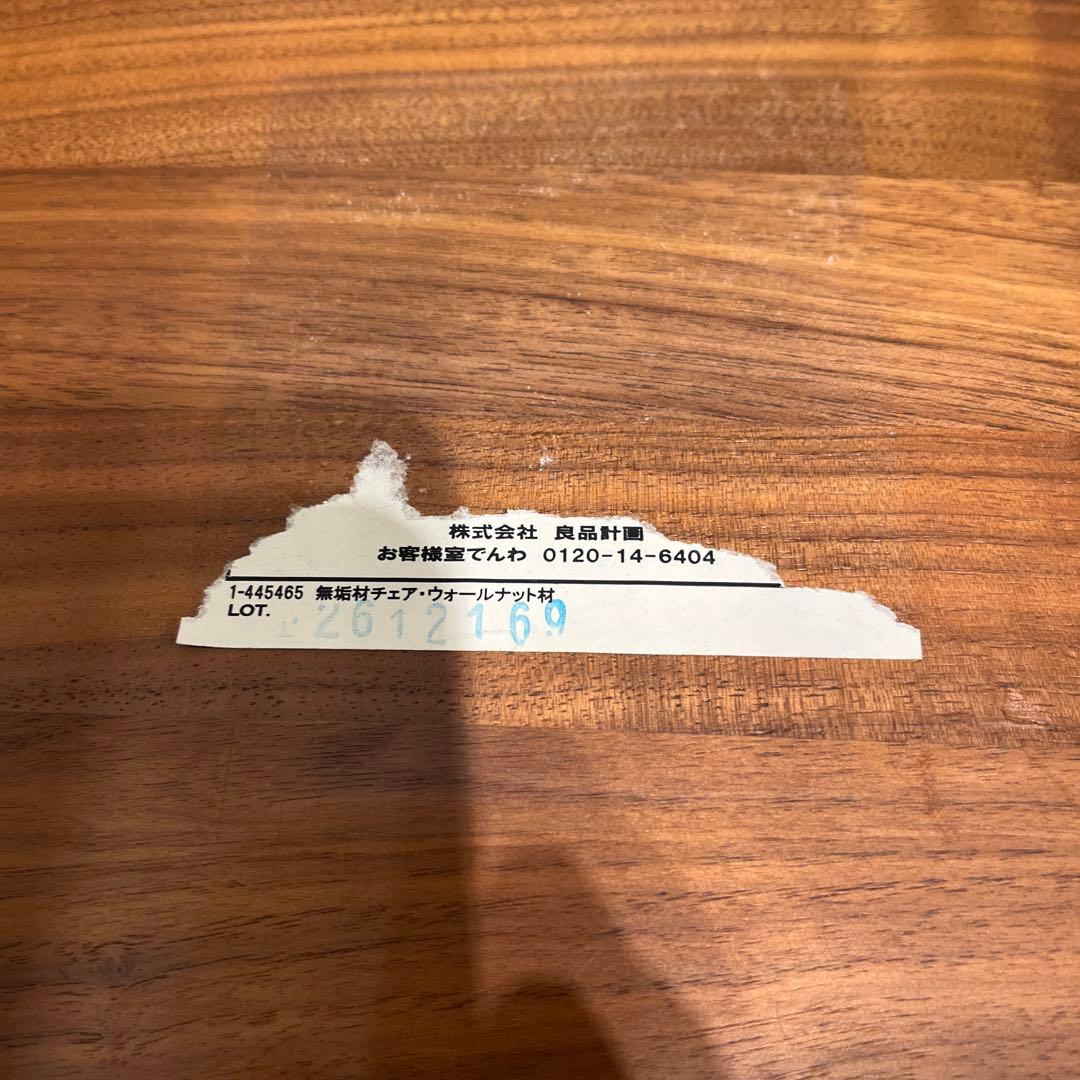 株式会社 良品計画
お客様室でんわ 0120-14-6404
1-445465 無垢材チェア・ウォールナット材
LOT. 2612169